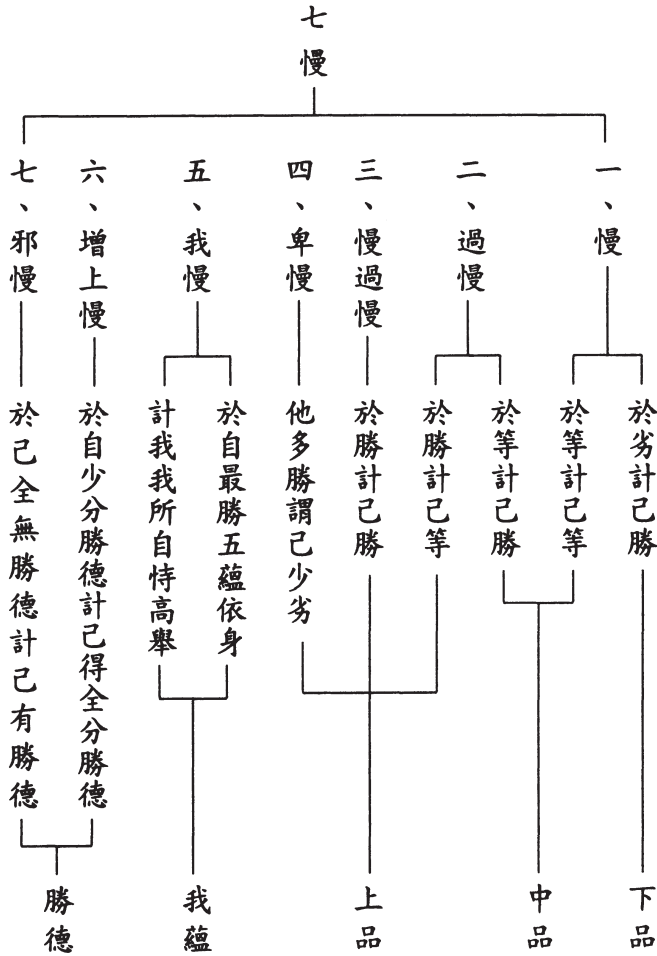 七慢
一、慢
二、過慢
三、慢過慢
四、卑慢
五、我慢
六、增上慢
七、邪慢
於劣計己勝
於等計己等
於等計己勝
於勝計己等
於勝計己勝
他多勝謂己少劣
於自最勝五蘊依身
計我我所自恃高舉
於自少分勝德計己得全分勝德
於己全無勝德計己有勝德
下品
中品
上品
我蘊
勝德